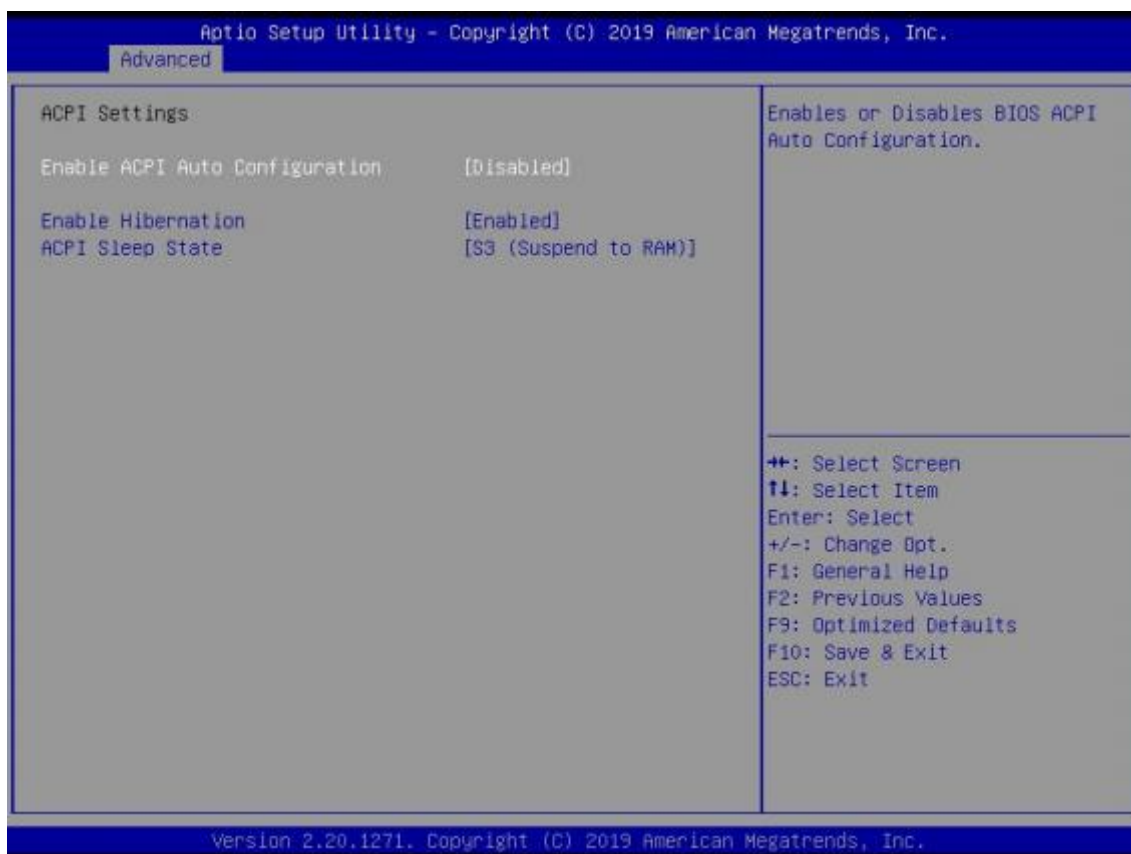 Aptio Setup Utility - Copyright (C) 2019 American Megatrends, Inc.
Advanced
ACPI Settings
Enable ACPI Auto Configuration [Disabled]
Enable Hibernation [Enabled]
ACPI Sleep State [S3 (Suspend to RAM)]
Enables or Disables BIOS ACPI
Auto Configuration.
→←: Select Screen
↑↓: Select Item
Enter: Select
+/-: Change Opt.
F1: General Help
F2: Previous Values
F9: Optimized Defaults
F10: Save & Exit
ESC: Exit
Version 2.20.1271. Copyright (C) 2019 American Megatrends, Inc.